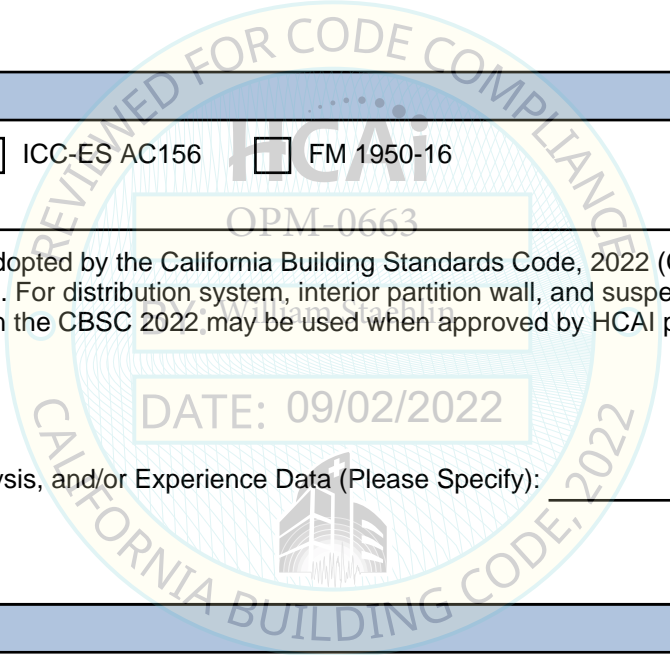 REVIEWED FOR CODE COMPLIANCE
HCAi
ICC-ES AC156 FM 1950-16
OPM-0663
dopted by the California Building Standards Code, 2022 (
. For distribution system, interior partition wall, and suspe
n the CBSC 2022 may be used when approved by HCAI p
BY: William Staehlin
DATE: 09/02/2022
ysis, and/or Experience Data (Please Specify):
CALIFORNIA BUILDING CODE, 2022